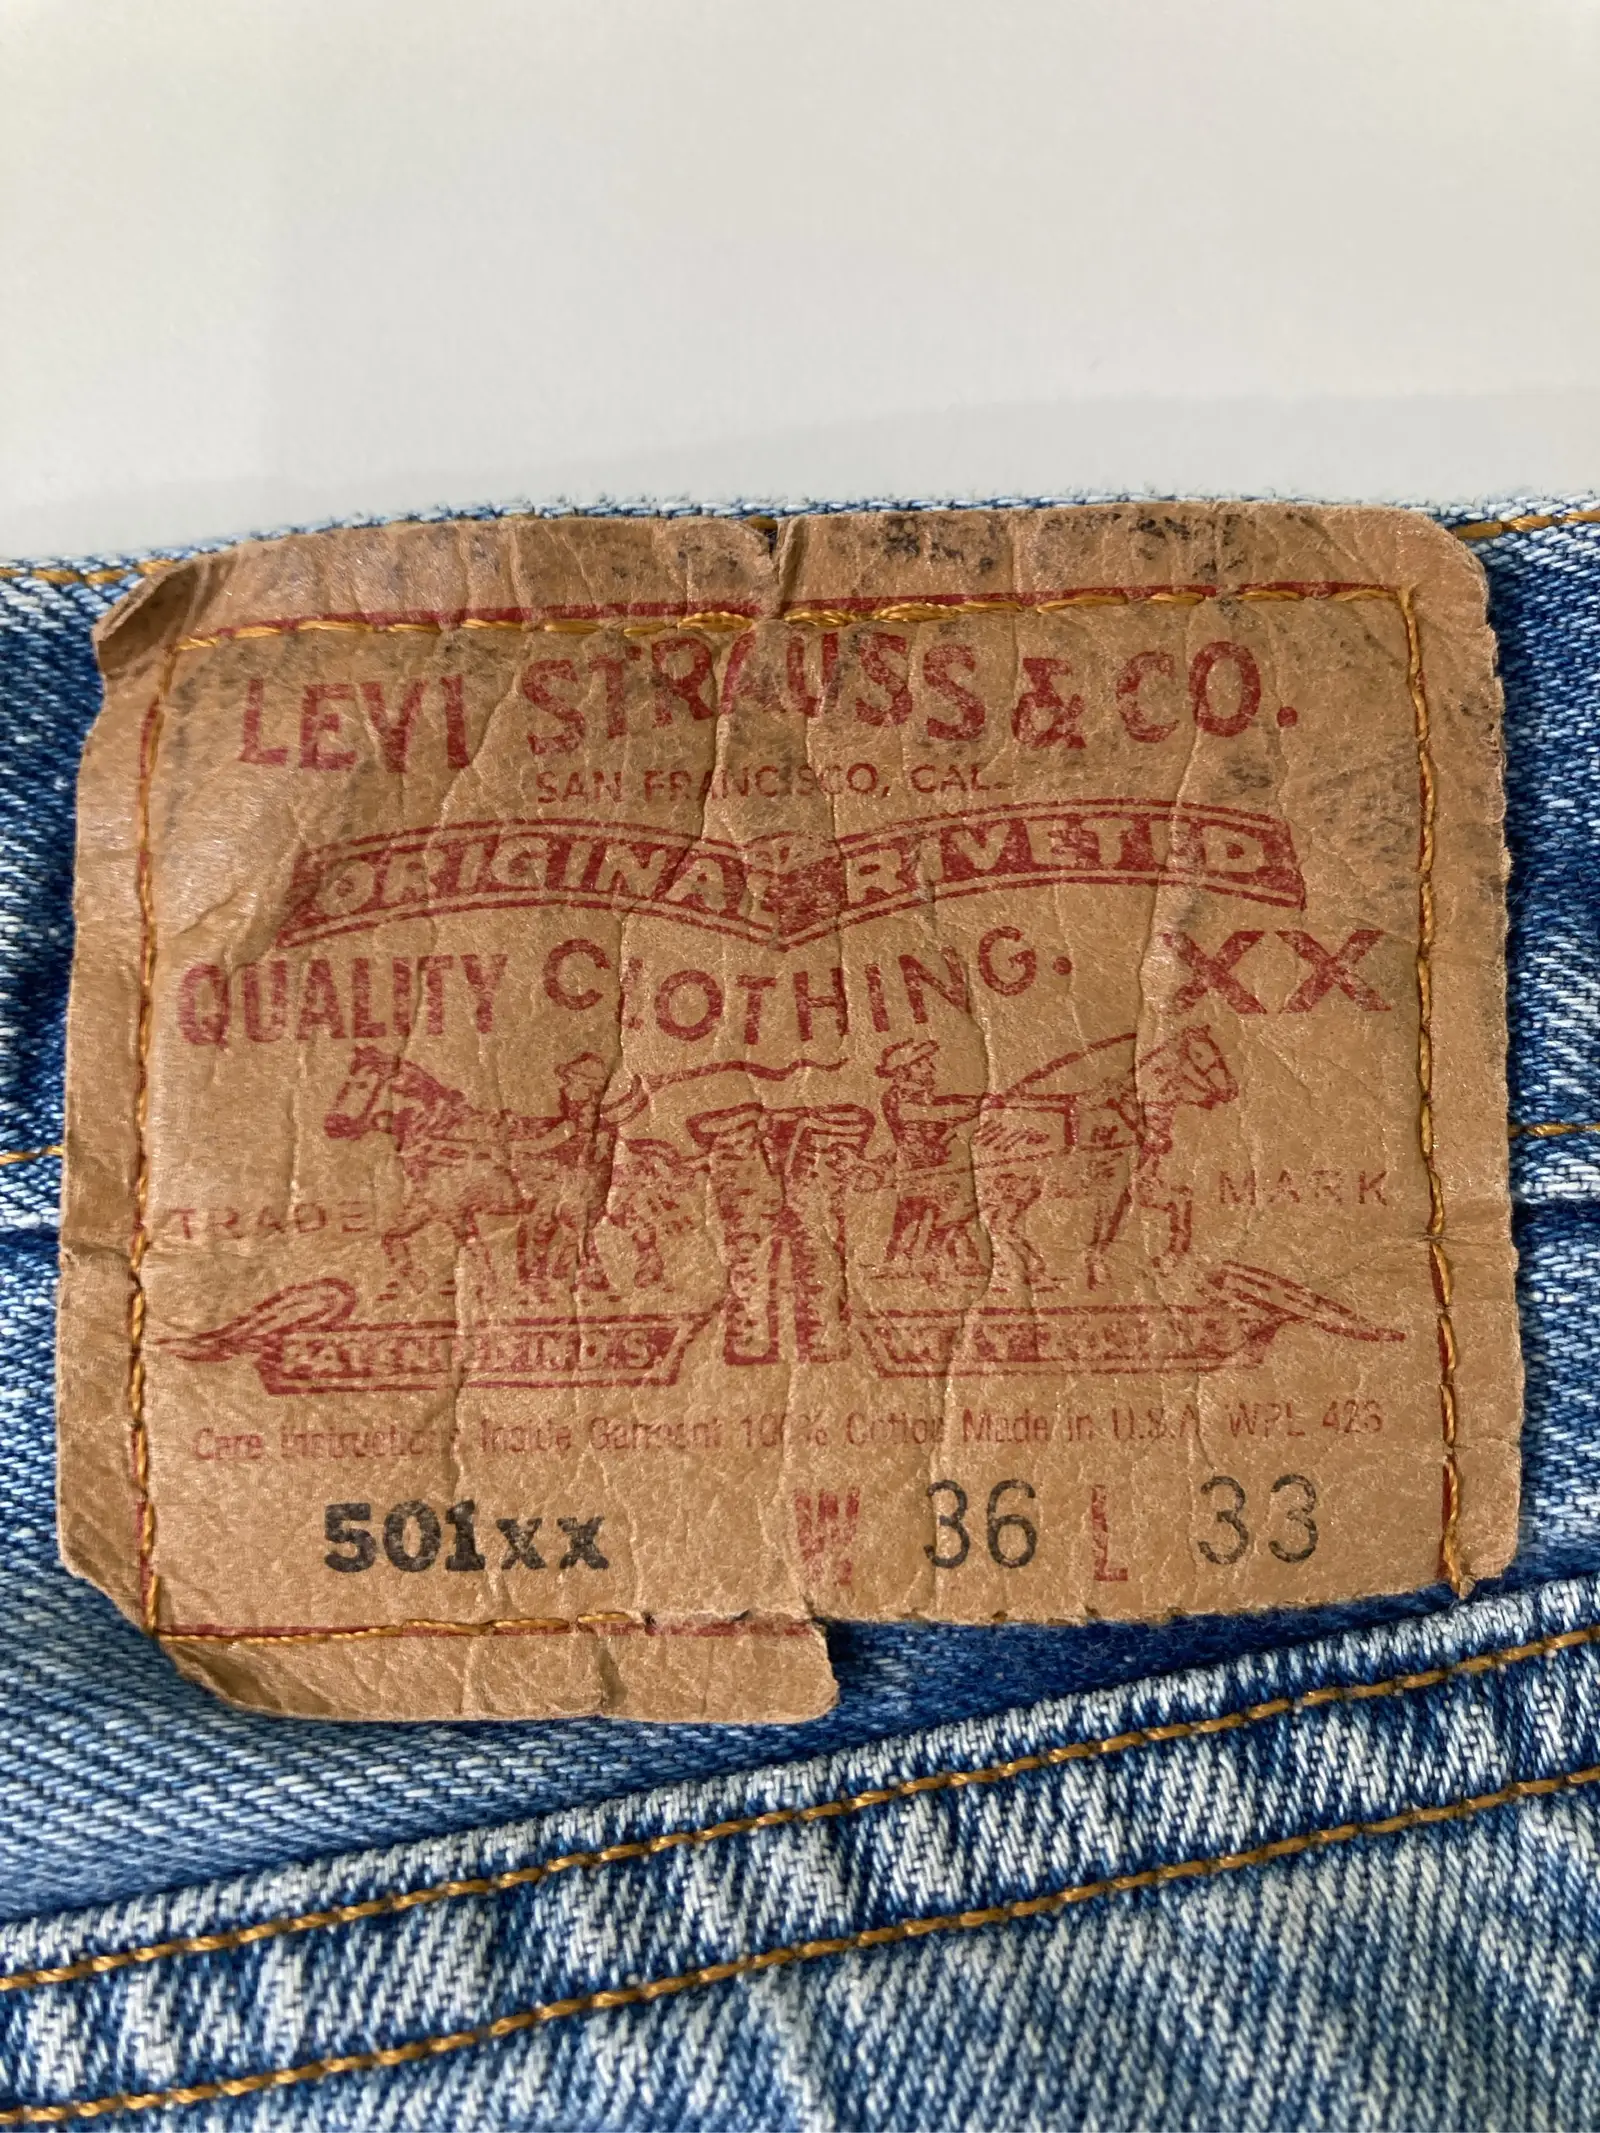 LEVI STRAUSS & CO.
SAN FRANCISCO, CAL.
ORIGINAL RIVETED
QUALITY CLOTHING. XX
TRADE MARK
Care Instructions Inside Garment 100% Cotton Made in U.S.A. WPL 423
501xx W 36 L 33